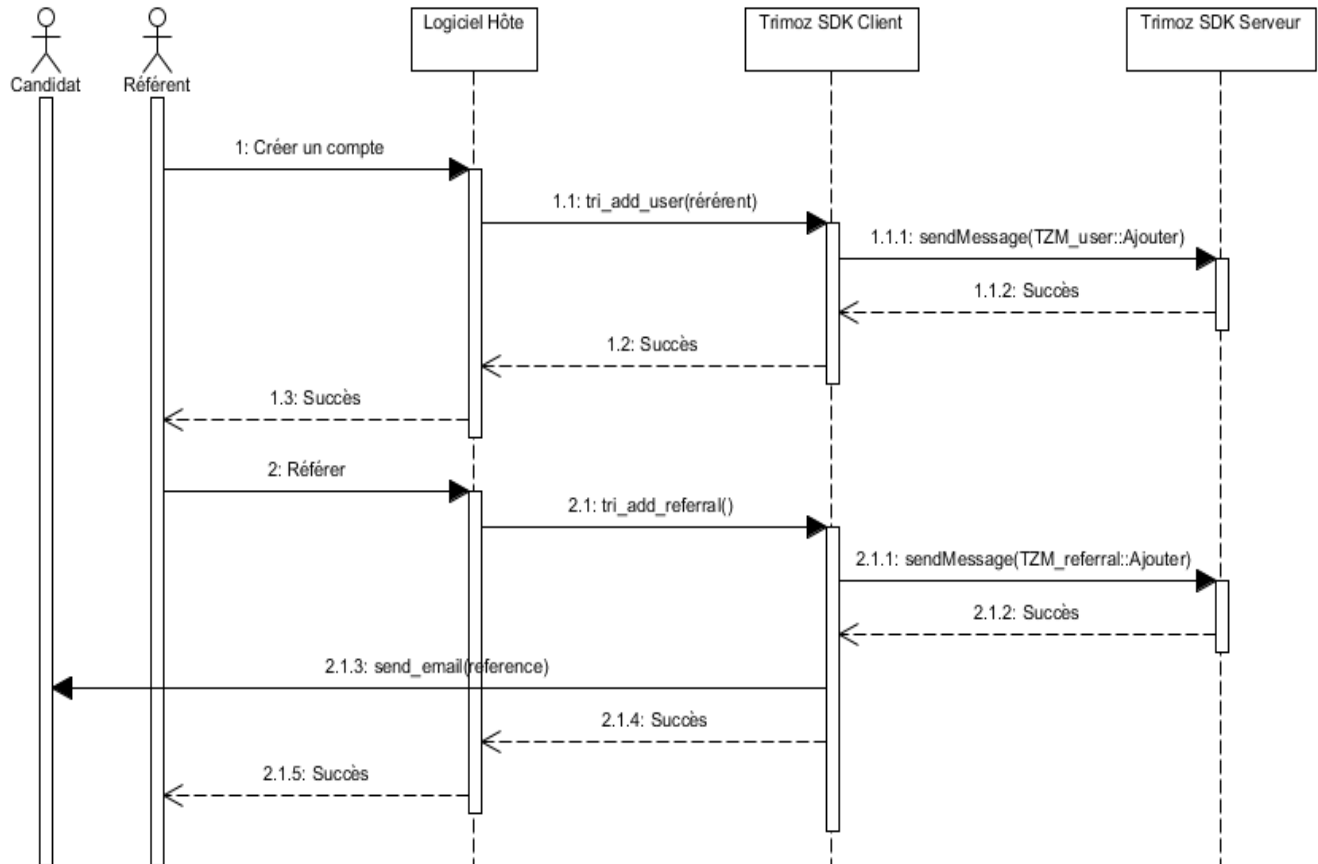 Logiciel Hôte
Trimoz SDK Client
Trimoz SDK Serveur
Candidat
Référent
1: Créer un compte
1.1: tri_add_user(rérérent)
1.1.1: sendMessage(TZM_user::Ajouter)
1.1.2: Succès
1.2: Succès
1.3: Succès
2: Référer
2.1: tri_add_referral()
2.1.1: sendMessage(TZM_referral::Ajouter)
2.1.2: Succès
2.1.3: send_email(reference)
2.1.4: Succès
2.1.5: Succès